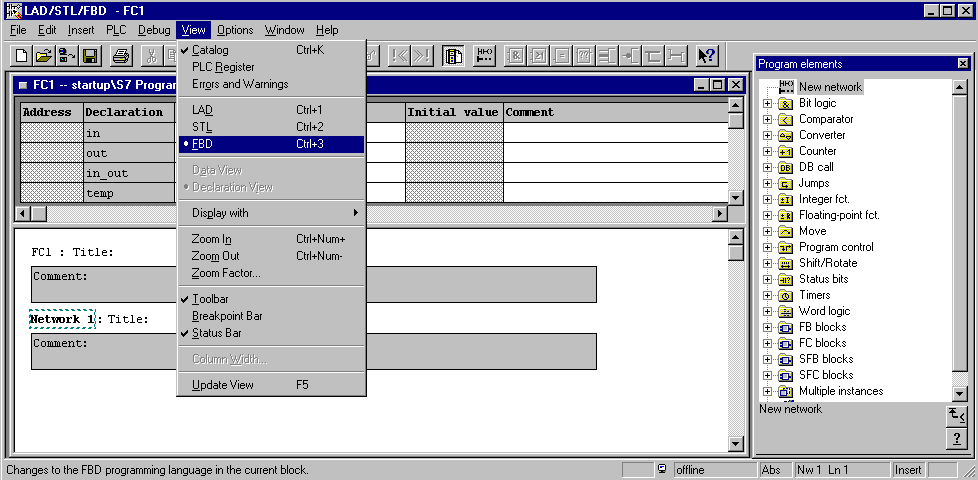 LAD/STL/FBD - FC1
File Edit Insert PLC Debug View Options Window Help
FC1 -- startup\S7 Program
Address Declaration Initial value Comment
in
out
in_out
temp
FC1 : Title:
Comment:
Network 1: Title:
Comment:
Catalog Ctrl+K
PLC Register
Errors and Warnings
LAD Ctrl+1
STL Ctrl+2
FBD Ctrl+3
Data View
Declaration View
Display with
Zoom In Ctrl+Num+
Zoom Out Ctrl+Num-
Zoom Factor...
Toolbar
Breakpoint Bar
Status Bar
Column Width...
Update View F5
Program elements
New network
Bit logic
Comparator
Converter
Counter
DB call
Jumps
Integer fct.
Floating-point fct.
Move
Program control
Shift/Rotate
Status bits
Timers
Word logic
FB blocks
FC blocks
SFB blocks
SFC blocks
Multiple instances
New network
Changes to the FBD programming language in the current block.
offline Abs Nw 1 Ln 1 Insert